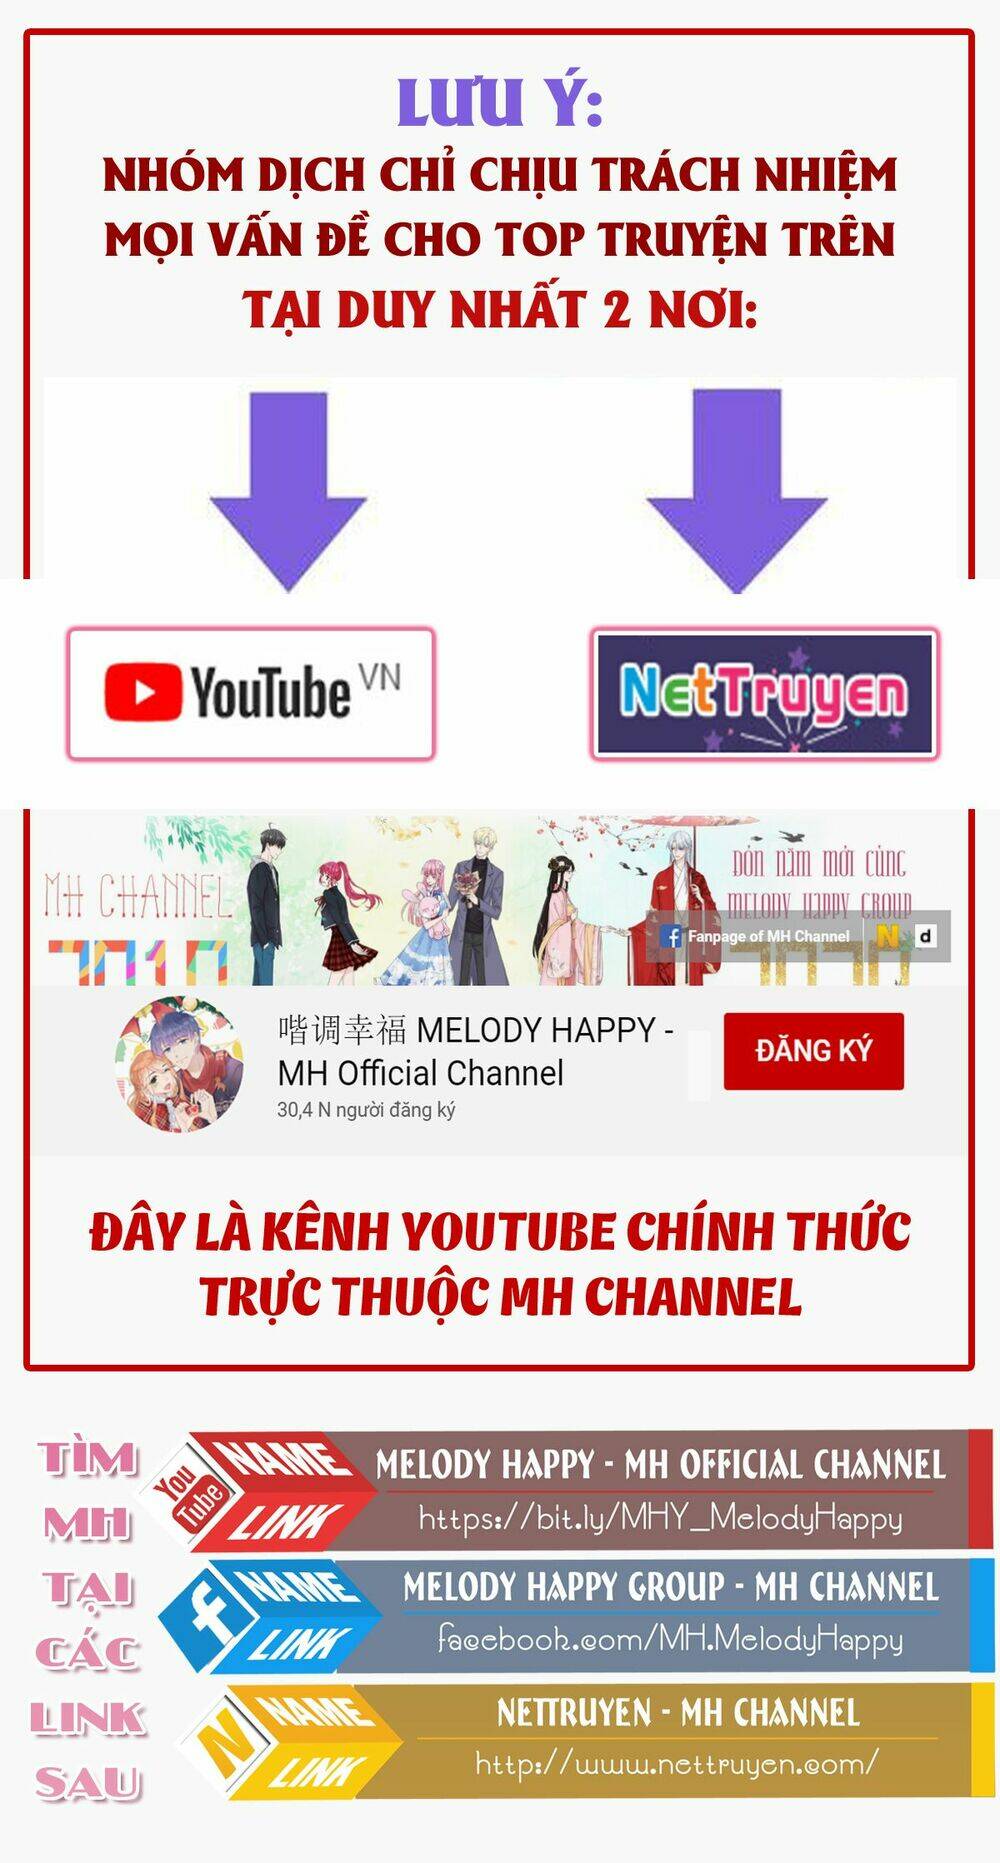 LƯU Ý:
NHÓM DỊCH CHỈ CHỊU TRÁCH NHIỆM
MỌI VẤN ĐỀ CHO TOP TRUYỆN TRÊN
TẠI DUY NHẤT 2 NƠI:
YouTube VN
NetTruyen
MH CHANNEL
ĐÓN NĂM MỚI CÙNG
MELODY HAPPY GROUP
Fanpage of MH Channel
N d
喈调幸福 MELODY HAPPY -
MH Official Channel
30,4 N người đăng ký
ĐĂNG KÝ
ĐÂY LÀ KÊNH YOUTUBE CHÍNH THỨC
TRỰC THUỘC MH CHANNEL
TÌM
MH
TẠI
CÁC
LINK
SAU
You
Tube
NAME
LINK
MELODY HAPPY - MH OFFICIAL CHANNEL
https://bit.ly/MHY_MelodyHappy
f
NAME
LINK
MELODY HAPPY GROUP - MH CHANNEL
facebook.com/MH.MelodyHappy
N
NAME
LINK
NETTRUYEN - MH CHANNEL
http://www.nettruyen.com/